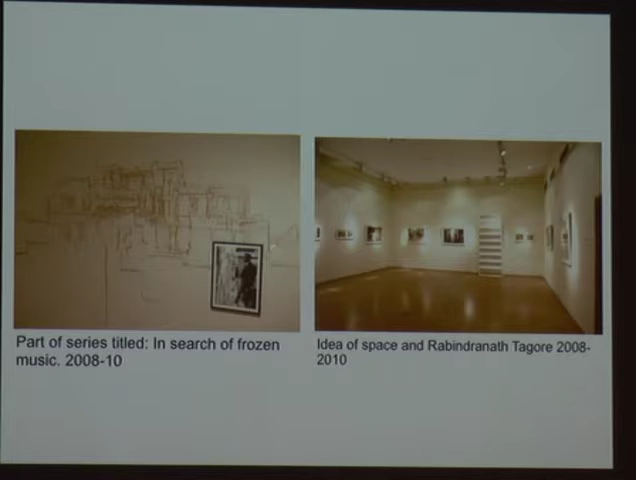 Part of series titled: In search of frozen
music. 2008-10
Idea of space and Rabindranath Tagore 2008-
2010